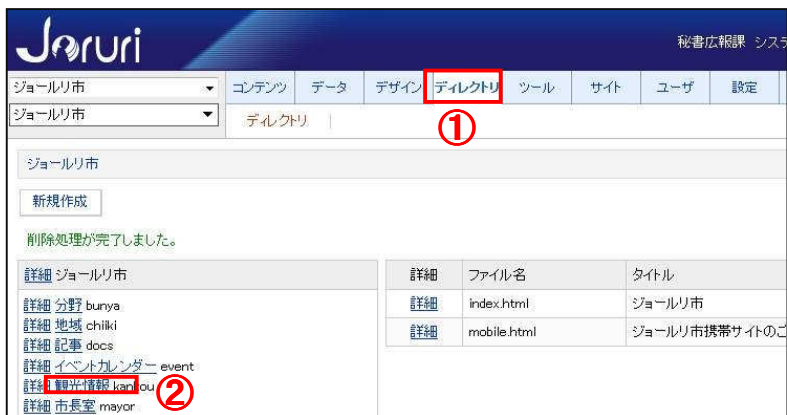 Joruri
秘書広報課 システ
ジョールリ市
コンテンツ データ デザイン ディレクトリ ツール サイト ユーザ 設定
ジョールリ市
ディレクトリ
①
ジョールリ市
新規作成
削除処理が完了しました。
詳細 ジョールリ市
詳細 分野 bunya
詳細 地域 chiiki
詳細 記事 docs
詳細 イベントカレンダー event
詳細 観光情報 kankou
②
詳細 市長室 mayor
詳細 ファイル名 タイトル
詳細 index.html ジョールリ市
詳細 mobile.html ジョールリ市携帯サイトのご